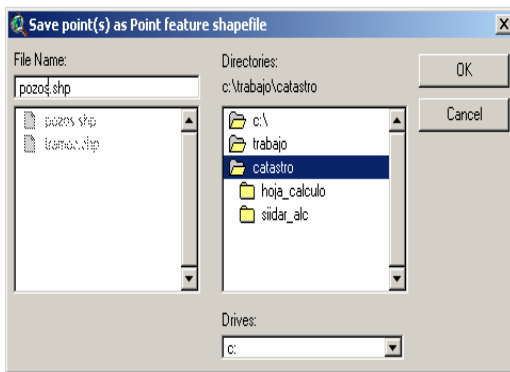 Save point(s) as Point feature shapefile
File Name:
pozos.shp
pozos.shp
tramos.shp
Directories:
c:\trabajo\catastro
c:\
trabajo
catastro
hoja_calculo
siidar_alc
Drives:
c:
OK
Cancel